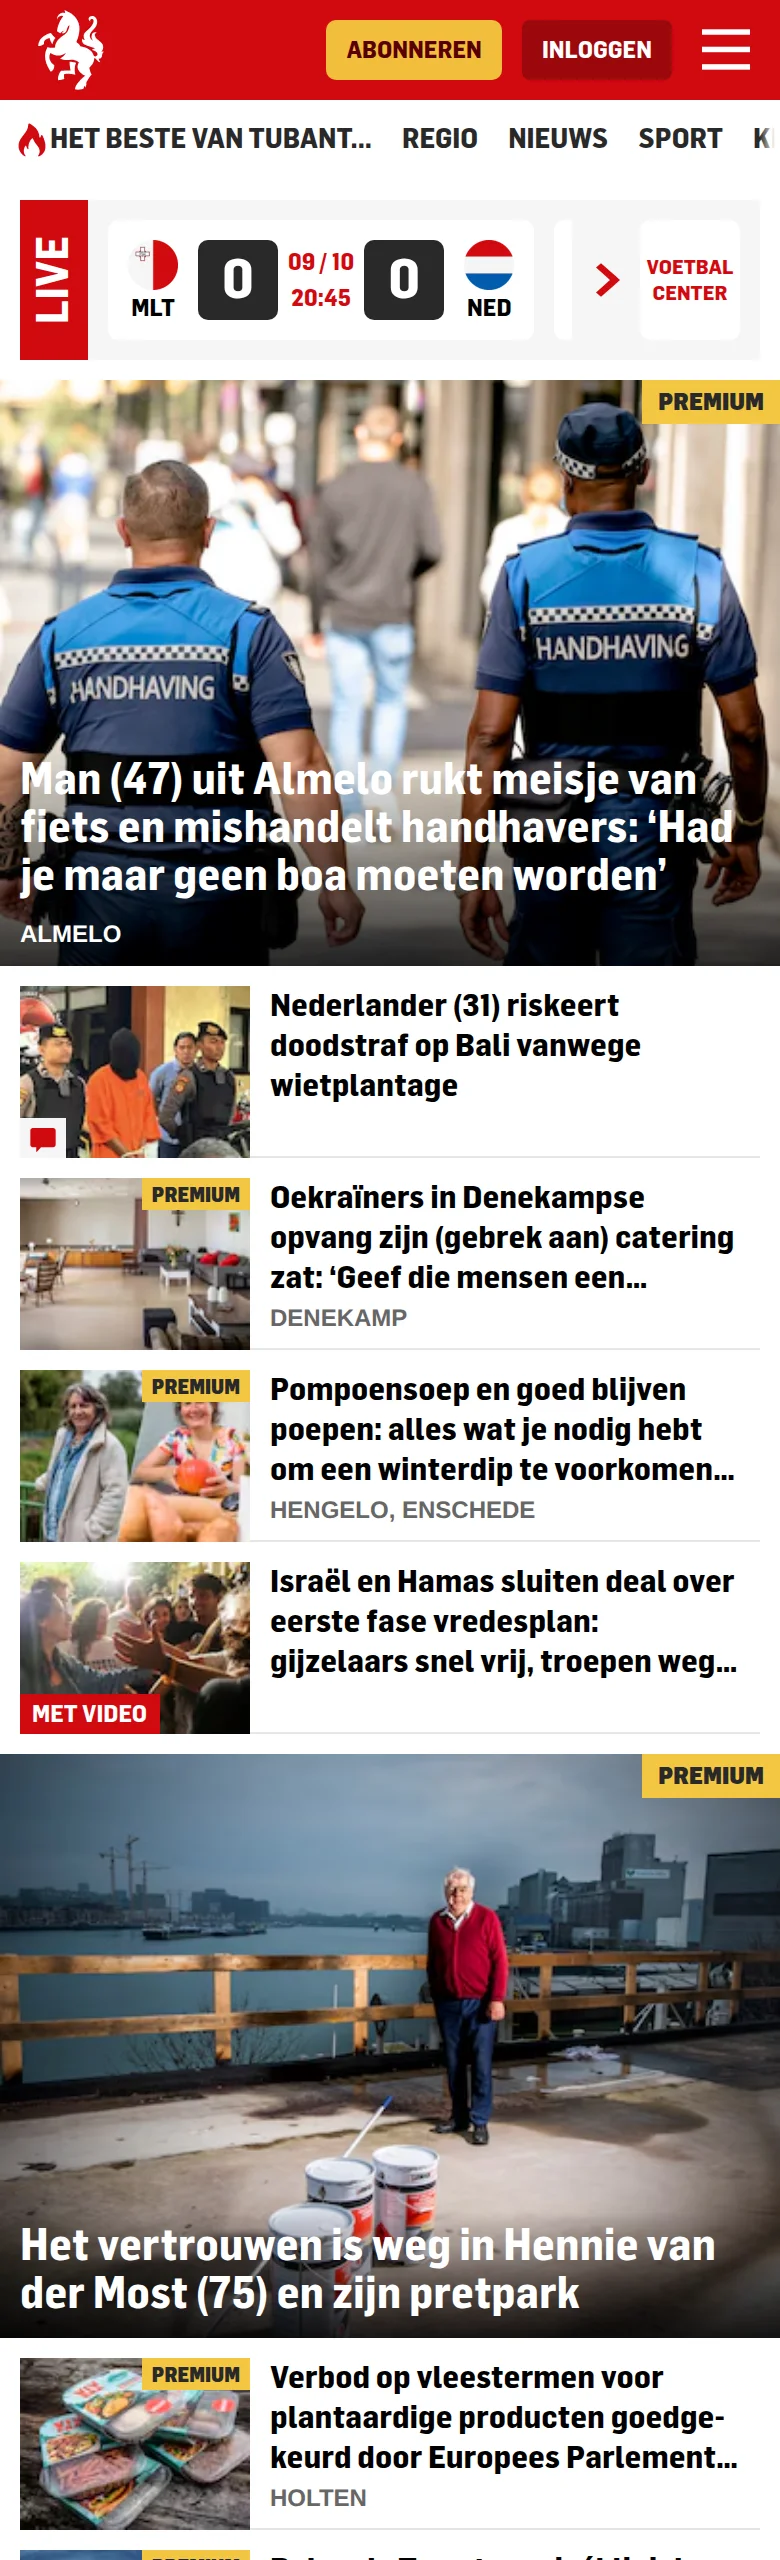 ABONNEREN
INLOGGEN
HET BESTE VAN TUBANT...
REGIO
NIEUWS
SPORT
LIVE
MLT
0
09 / 10
20:45
0
NED
VOETBAL
CENTER
PREMIUM
HANDHAVING
HANDHAVING
Man (47) uit Almelo rukt meisje van
fiets en mishandelt handhavers: ‘Had
je maar geen boa moeten worden’
ALMELO
Nederlander (31) riskeert
doodstraf op Bali vanwege
wietplantage
PREMIUM
Oekraïners in Denekampse
opvang zijn (gebrek aan) catering
zat: ‘Geef die mensen een...
DENEKAMP
PREMIUM
Pompoensoep en goed blijven
poepen: alles wat je nodig hebt
om een winterdip te voorkomen...
HENGELO, ENSCHEDE
MET VIDEO
Israël en Hamas sluiten deal over
eerste fase vredesplan:
gijzelaars snel vrij, troepen weg...
PREMIUM
Het vertrouwen is weg in Hennie van
der Most (75) en zijn pretpark
PREMIUM
Verbod op vleestermen voor
plantaardige producten goedge-
keurd door Europees Parlement...
HOLTEN